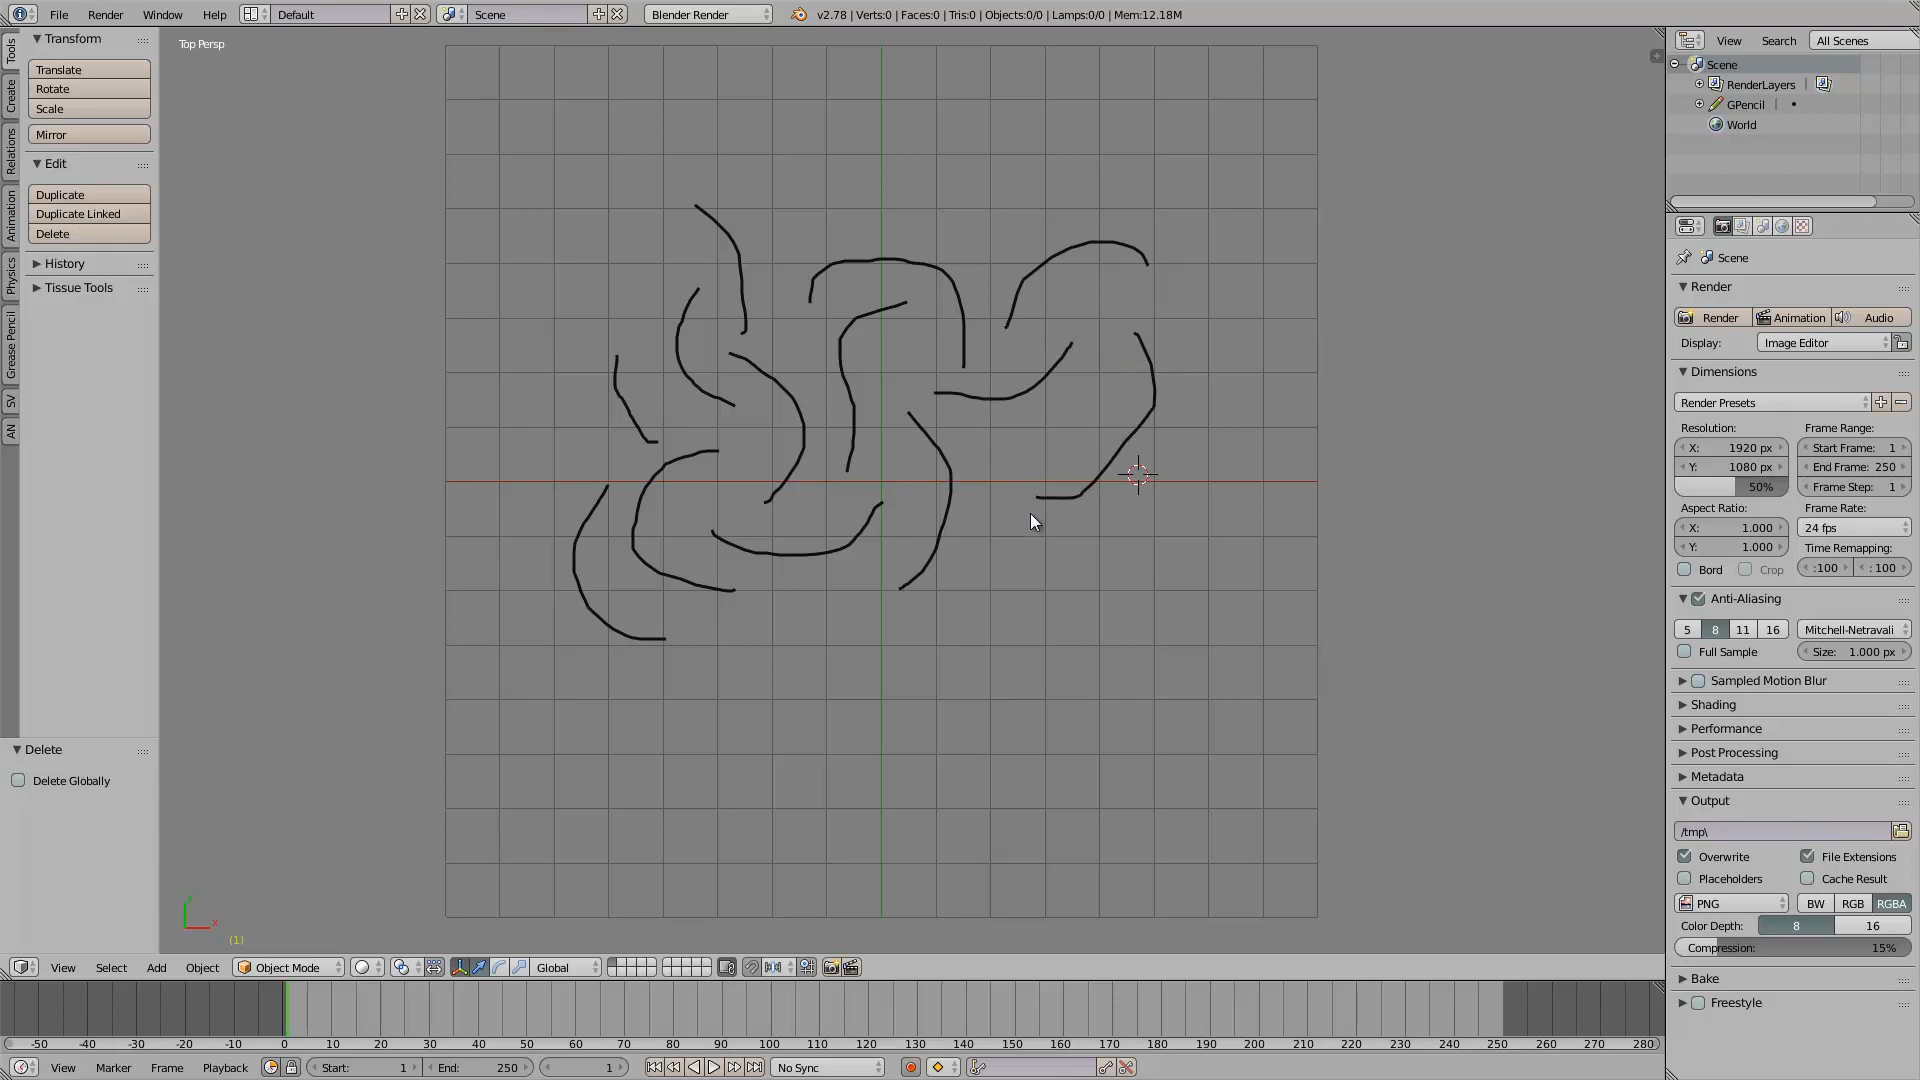 File Render Window Help Default Scene Blender Render v2.78 | Verts:0 | Faces:0 | Tris:0 | Objects:0/0 | Lamps:0/0 | Mem:12.18M
Tools
Create
Relations
Animation
Physics
Grease Pencil
SV
AN
Transform
Translate
Rotate
Scale
Mirror
Edit
Duplicate
Duplicate Linked
Delete
History
Tissue Tools
Delete
Delete Globally
Top Persp
x
(1)
View Select Add Object Object Mode Global
-50 -40 -30 -20 -10 0 10 20 30 40 50 60 70 80 90 100 110 120 130 140 150 160 170 180 190 200 210 220 230 240 250 260 270 280
View Marker Frame Playback Start: 1 End: 250 1 No Sync
View Search All Scenes
Scene
RenderLayers
GPencil
World
Scene
Render
Render Animation Audio
Display: Image Editor
Dimensions
Render Presets
Resolution: Frame Range:
X: 1920 px Start Frame: 1
Y: 1080 px End Frame: 250
50% Frame Step: 1
Aspect Ratio: Frame Rate:
X: 1.000 24 fps
Y: 1.000 Time Remapping:
Bord Crop :100 : 100
Anti-Aliasing
5 8 11 16 Mitchell-Netravali
Full Sample Size: 1.000 px
Sampled Motion Blur
Shading
Performance
Post Processing
Metadata
Output
/tmp\
Overwrite File Extensions
Placeholders Cache Result
PNG BW RGB RGBA
Color Depth: 8 16
Compression: 15%
Bake
Freestyle